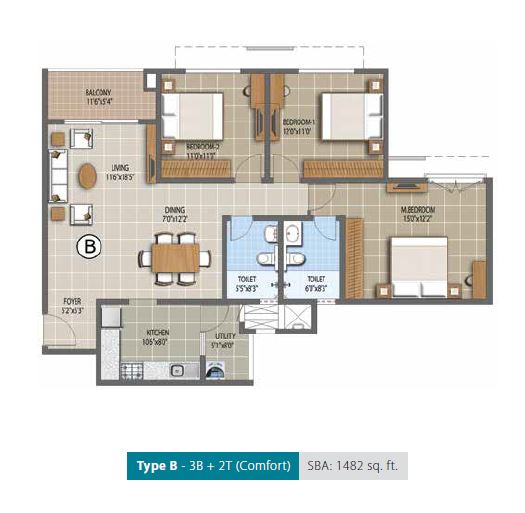 BALCONY
11'6"x5'4"
BEDROOM-2
11'0"x11'0"
BEDROOM-1
12'0"x11'0'
LIVING
11'6"x18'5"
DINING
7'0"x12'2"
M.BEDROOM
15'0"x12'2"
B
TOILET
5'5"x8'3"
TOILET
6'0"x8'3"
FOYER
5'2"x5'3"
KITCHEN
10'6"x8'0"
UTILITY
5'1"x8'0"
Type B - 3B + 2T (Comfort) SBA: 1482 sq. ft.